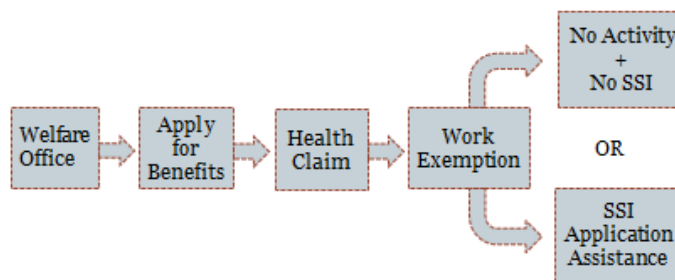 Welfare
Office
Apply
for
Benefits
Health
Claim
Work
Exemption
No Activity
+
No SSI
OR
SSI
Application
Assistance